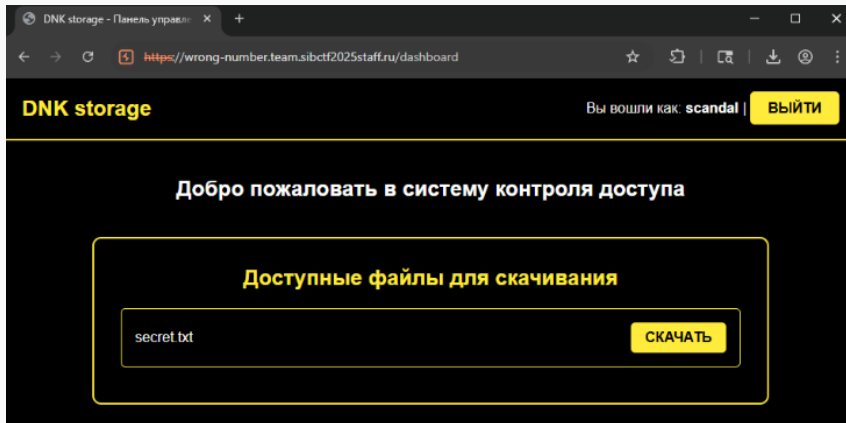 DNK storage - Панель управле
https://wrong-number.team.sibctf2025staff.ru/dashboard
DNK storage
Вы вошли как: scandal | ВЫЙТИ
Добро пожаловать в систему контроля доступа
Доступные файлы для скачивания
secret.txt СКАЧАТЬ